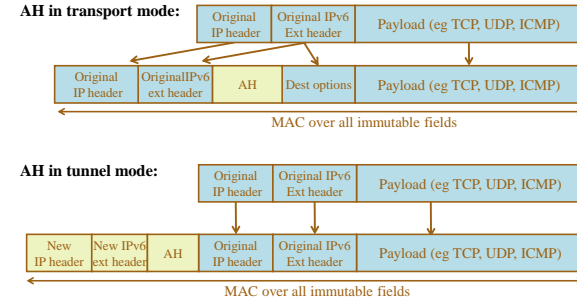 AH in transport mode:
Original IP header
Original IPv6 Ext header
Payload (eg TCP, UDP, ICMP)
Original IP header
OriginalIPv6 ext header
AH
Dest options
Payload (eg TCP, UDP, ICMP)
MAC over all immutable fields
AH in tunnel mode:
Original IP header
Original IPv6 Ext header
Payload (eg TCP, UDP, ICMP)
New IP header
New IPv6 ext header
AH
Original IP header
Original IPv6 Ext header
Payload (eg TCP, UDP, ICMP)
MAC over all immutable fields